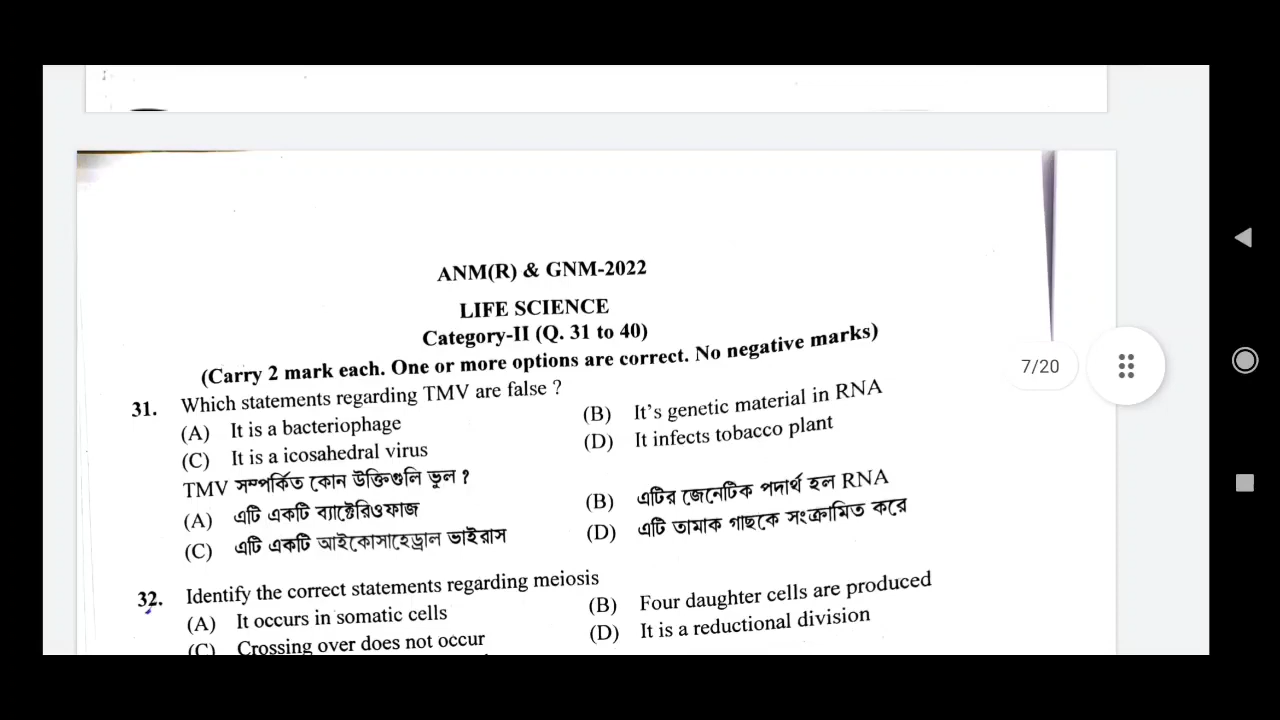 ANM(R) & GNM-2022
LIFE SCIENCE
Category-II (Q. 31 to 40)
(Carry 2 mark each. One or more options are correct. No negative marks)
31. Which statements regarding TMV are false ?
(A) It is a bacteriophage (B) It's genetic material in RNA
(C) It is a icosahedral virus (D) It infects tobacco plant
TMV সম্পর্কিত কোন উক্তিগুলি ভুল ?
(A) এটি একটি ব্যাক্টেরিওফাজ (B) এটির জেনেটিক পদার্থ হল RNA
(C) এটি একটি আইকোসাহেড্রাল ভাইরাস (D) এটি তামাক গাছকে সংক্রামিত করে
32. Identify the correct statements regarding meiosis
(A) It occurs in somatic cells (B) Four daughter cells are produced
(C) Crossing over does not occur (D) It is a reductional division
7/20